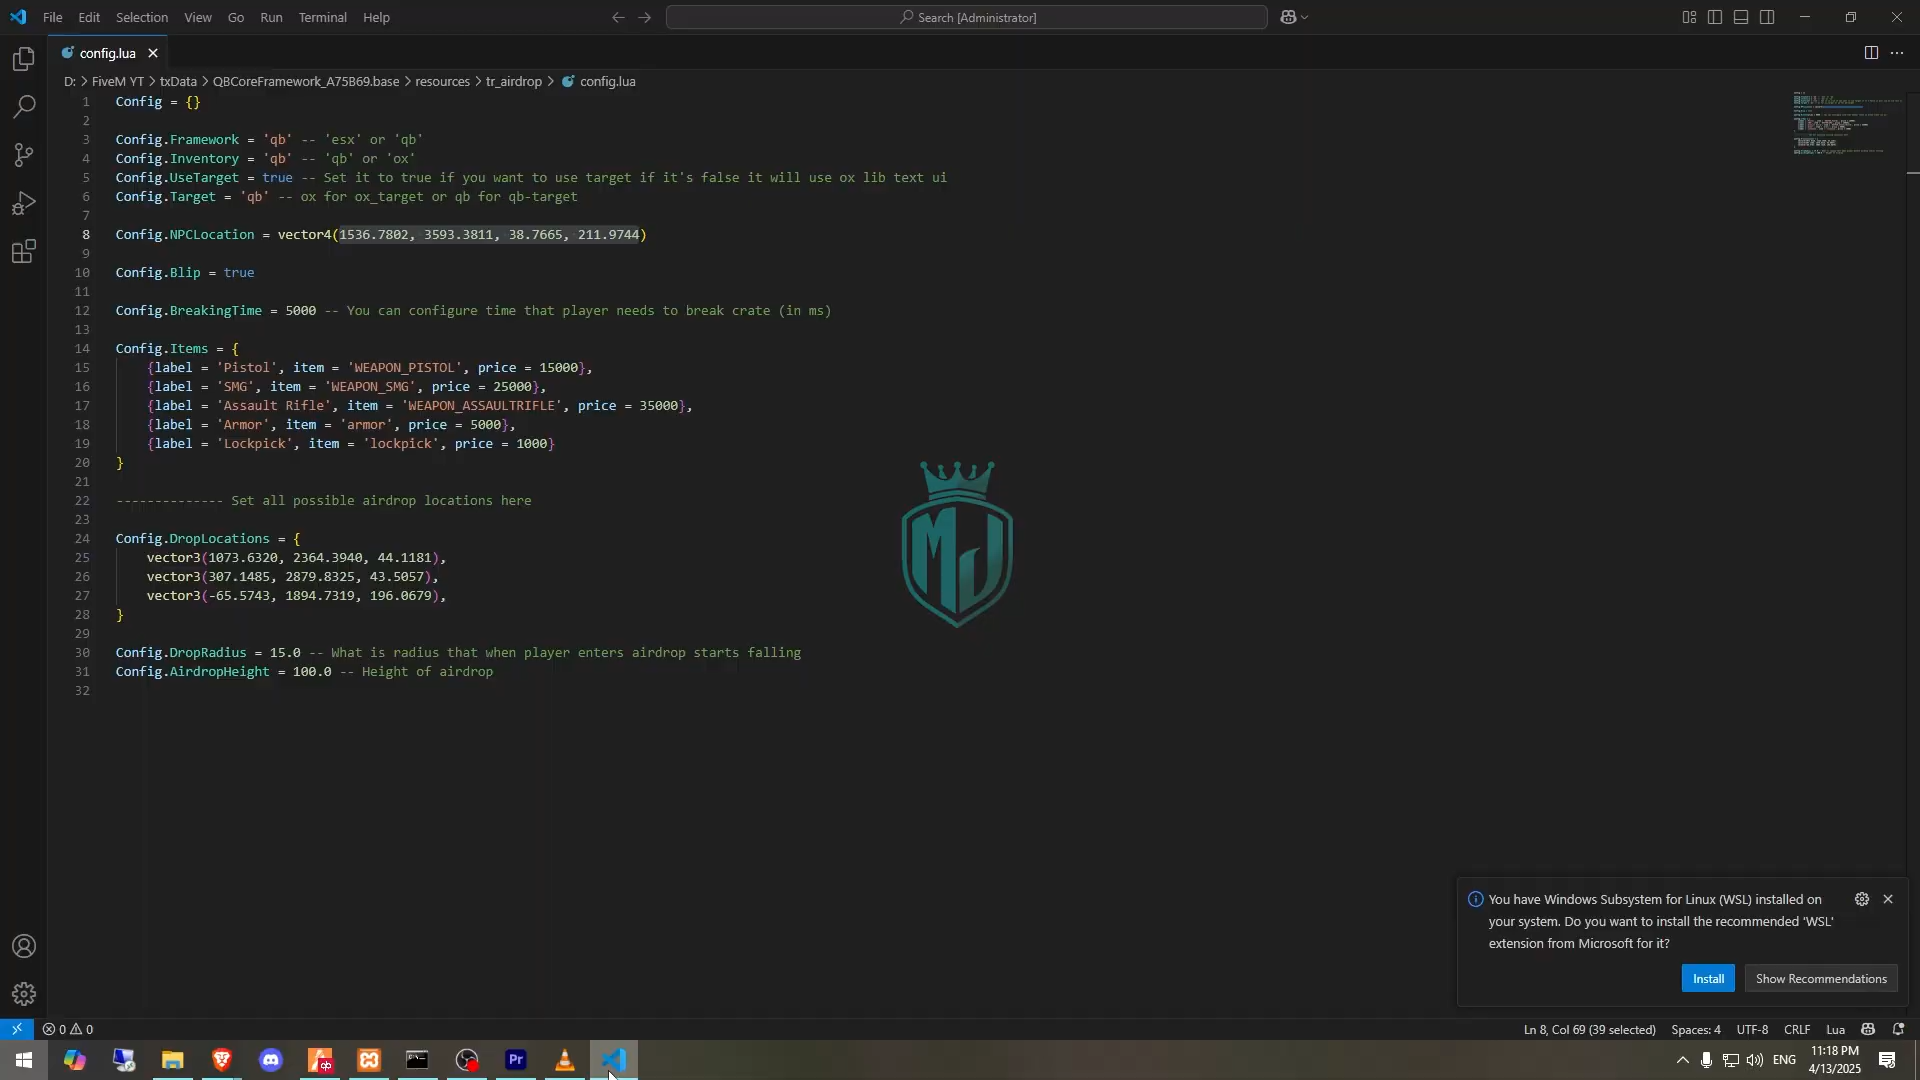 File Edit Selection View Go Run Terminal Help
Search [Administrator]
config.lua
D: > FiveM YT > txData > QBCoreFramework_A75B69.base > resources > tr_airdrop > config.lua
1 Config = {}
2
3 Config.Framework = 'qb' -- 'esx' or 'qb'
4 Config.Inventory = 'qb' -- 'qb' or 'ox'
5 Config.UseTarget = true -- Set it to true if you want to use target if it's false it will use ox lib text ui
6 Config.Target = 'qb' -- ox for ox_target or qb for qb-target
7
8 Config.NPCLocation = vector4(1536.7802, 3593.3811, 38.7665, 211.9744)
9
10 Config.Blip = true
11
12 Config.BreakingTime = 5000 -- You can configure time that player needs to break crate (in ms)
13
14 Config.Items = {
15 {label = 'Pistol', item = 'WEAPON_PISTOL', price = 15000},
16 {label = 'SMG', item = 'WEAPON_SMG', price = 25000},
17 {label = 'Assault Rifle', item = 'WEAPON_ASSAULTRIFLE', price = 35000},
18 {label = 'Armor', item = 'armor', price = 5000},
19 {label = 'Lockpick', item = 'lockpick', price = 1000}
20 }
21
22 -------------- Set all possible airdrop locations here
23
24 Config.DropLocations = {
25 vector3(1073.6320, 2364.3940, 44.1181),
26 vector3(307.1485, 2879.8325, 43.5057),
27 vector3(-65.5743, 1894.7319, 196.0679),
28 }
29
30 Config.DropRadius = 15.0 -- What is radius that when player enters airdrop starts falling
31 Config.AirdropHeight = 100.0 -- Height of airdrop
32
MJ
You have Windows Subsystem for Linux (WSL) installed on
your system. Do you want to install the recommended 'WSL'
extension from Microsoft for it?
Install Show Recommendations
0 0 Ln 8, Col 69 (39 selected) Spaces: 4 UTF-8 CRLF Lua
qb Pr ENG 11:18 PM
4/13/2025